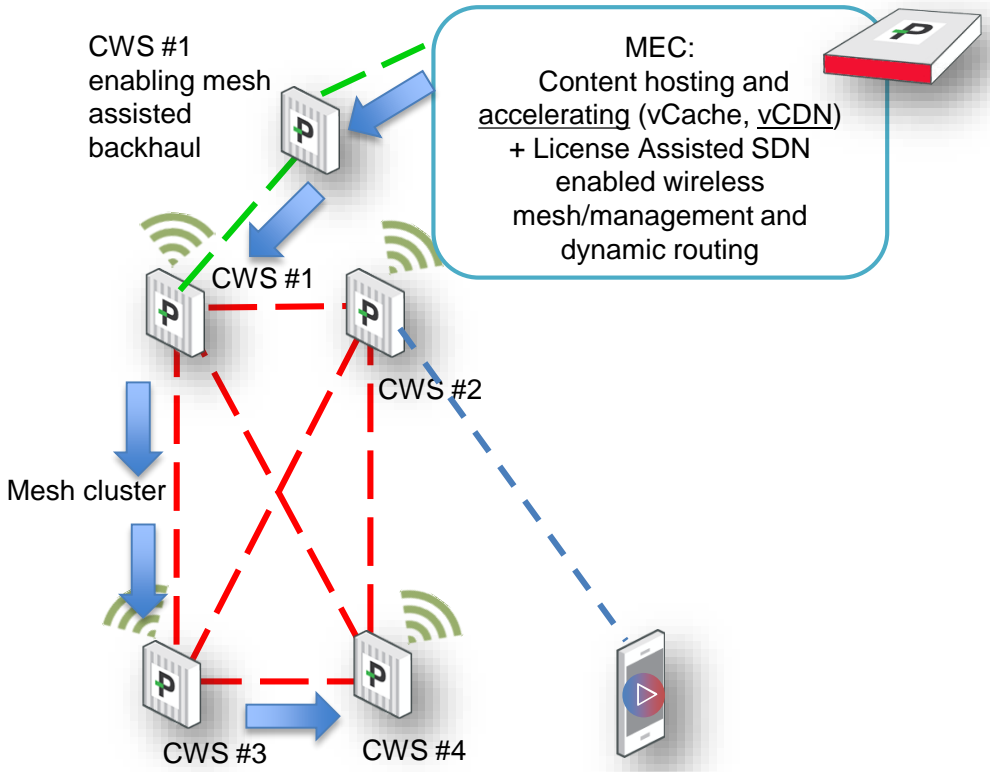 CWS #1
enabling mesh
assisted
backhaul
MEC:
Content hosting and
accelerating (vCache, vCDN)
+ License Assisted SDN
enabled wireless
mesh/management and
dynamic routing
P
P
CWS #1
P
P
CWS #2
Mesh cluster
P
P
CWS #3
CWS #4